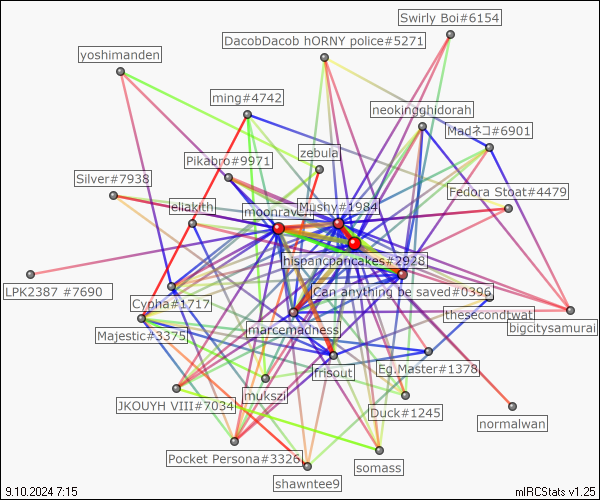 Swirly Boi#6154
DacobDacob hORNY police#5271
yoshimanden
ming#4742
neokingghidorah
Madネコ#6901
zebula
Pikabro#9971
Silver#7938
Fedora Stoat#4479
eliakith
moonraven
Mushy#1984
hispancpancakes#2928
LPK2387 #7690
Can anything be saved#0396
Cypha#1717
thesecondtwat
bigcitysamurai
Majestic#3375
marcemadness
frisout
Eg.Master#1378
mukszi
JKOUYH VIII#7034
Duck#1245
normalwan
Pocket Persona#3326
somass
shawntee9
9.10.2024 7:15
mIRCStats v1.25